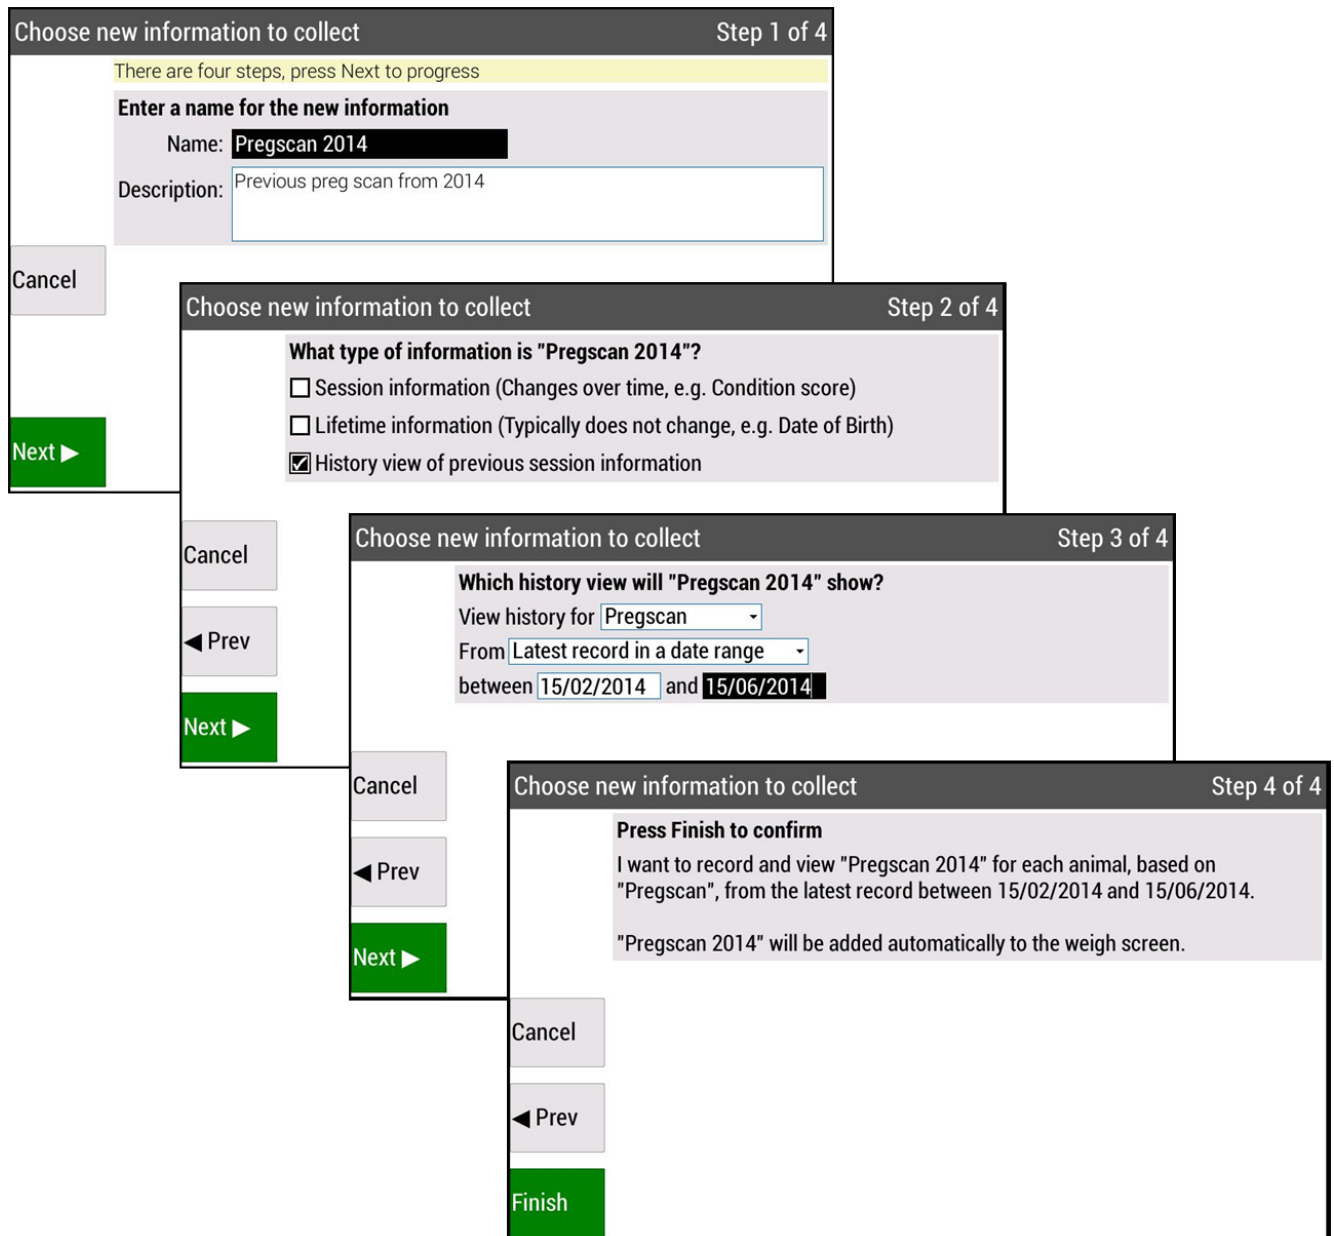 Choose new information to collect Step 1 of 4
There are four steps, press Next to progress
Enter a name for the new information
Name: Pregscan 2014
Description: Previous preg scan from 2014
Cancel
Next ▶
Choose new information to collect Step 2 of 4
What type of information is "Pregscan 2014"?
Session information (Changes over time, e.g. Condition score)
Lifetime information (Typically does not change, e.g. Date of Birth)
History view of previous session information
Cancel
◀ Prev
Next ▶
Choose new information to collect Step 3 of 4
Which history view will "Pregscan 2014" show?
View history for Pregscan
From Latest record in a date range
between 15/02/2014 and 15/06/2014
Cancel
◀ Prev
Next ▶
Choose new information to collect Step 4 of 4
Press Finish to confirm
I want to record and view "Pregscan 2014" for each animal, based on
"Pregscan", from the latest record between 15/02/2014 and 15/06/2014.
"Pregscan 2014" will be added automatically to the weigh screen.
Cancel
◀ Prev
Finish